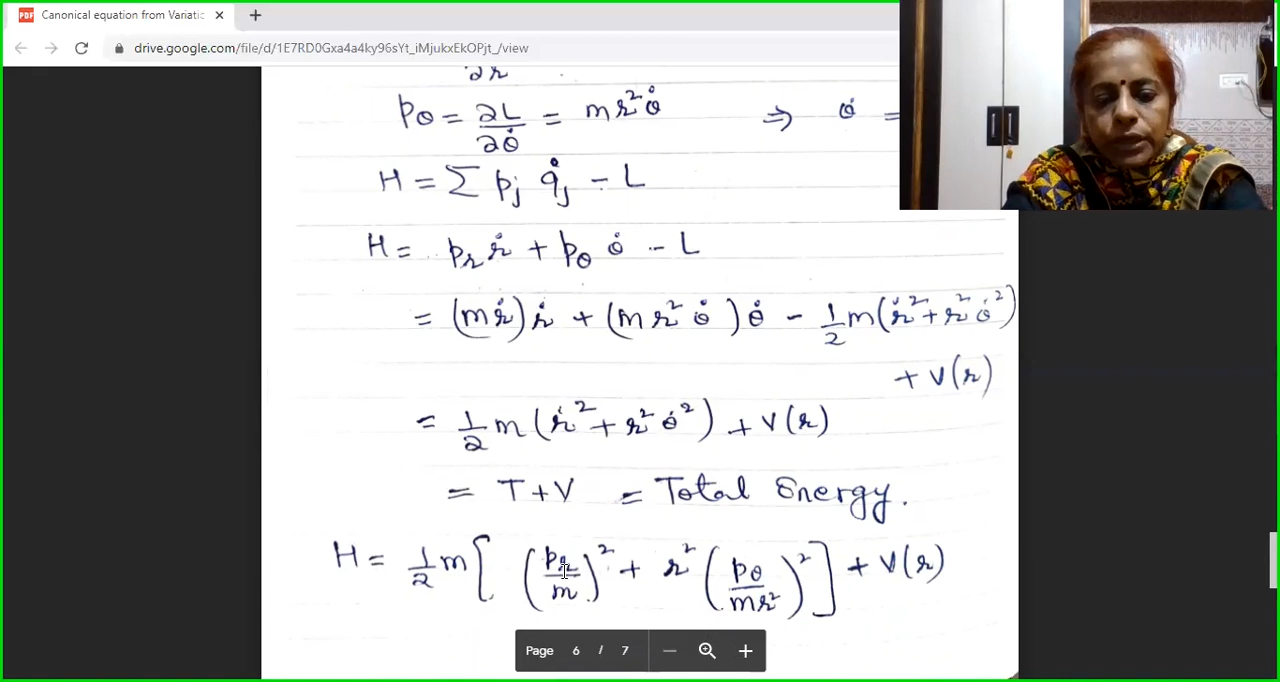 Canonical equation from Variatio
drive.google.com/file/d/1E7RD0Gxa4a4ky96sYt_iMjukxEkOPjt_/view
∂ṙ
pθ = ∂L/∂θ̇ = mr²θ̇ ⇒ θ̇ =
H = Σ pj q̇j − L
H = pr ṙ + pθ θ̇ − L
= (mṙ)ṙ + (mr²θ̇)θ̇ − 1/2 m(ṙ² + r²θ̇²)
+ V(r)
= 1/2 m(ṙ² + r²θ̇²) + V(r)
= T+V = Total Energy.
H = 1/2 m[(pr/m)² + r²(pθ/mr²)²] + V(r)
Page 6 / 7